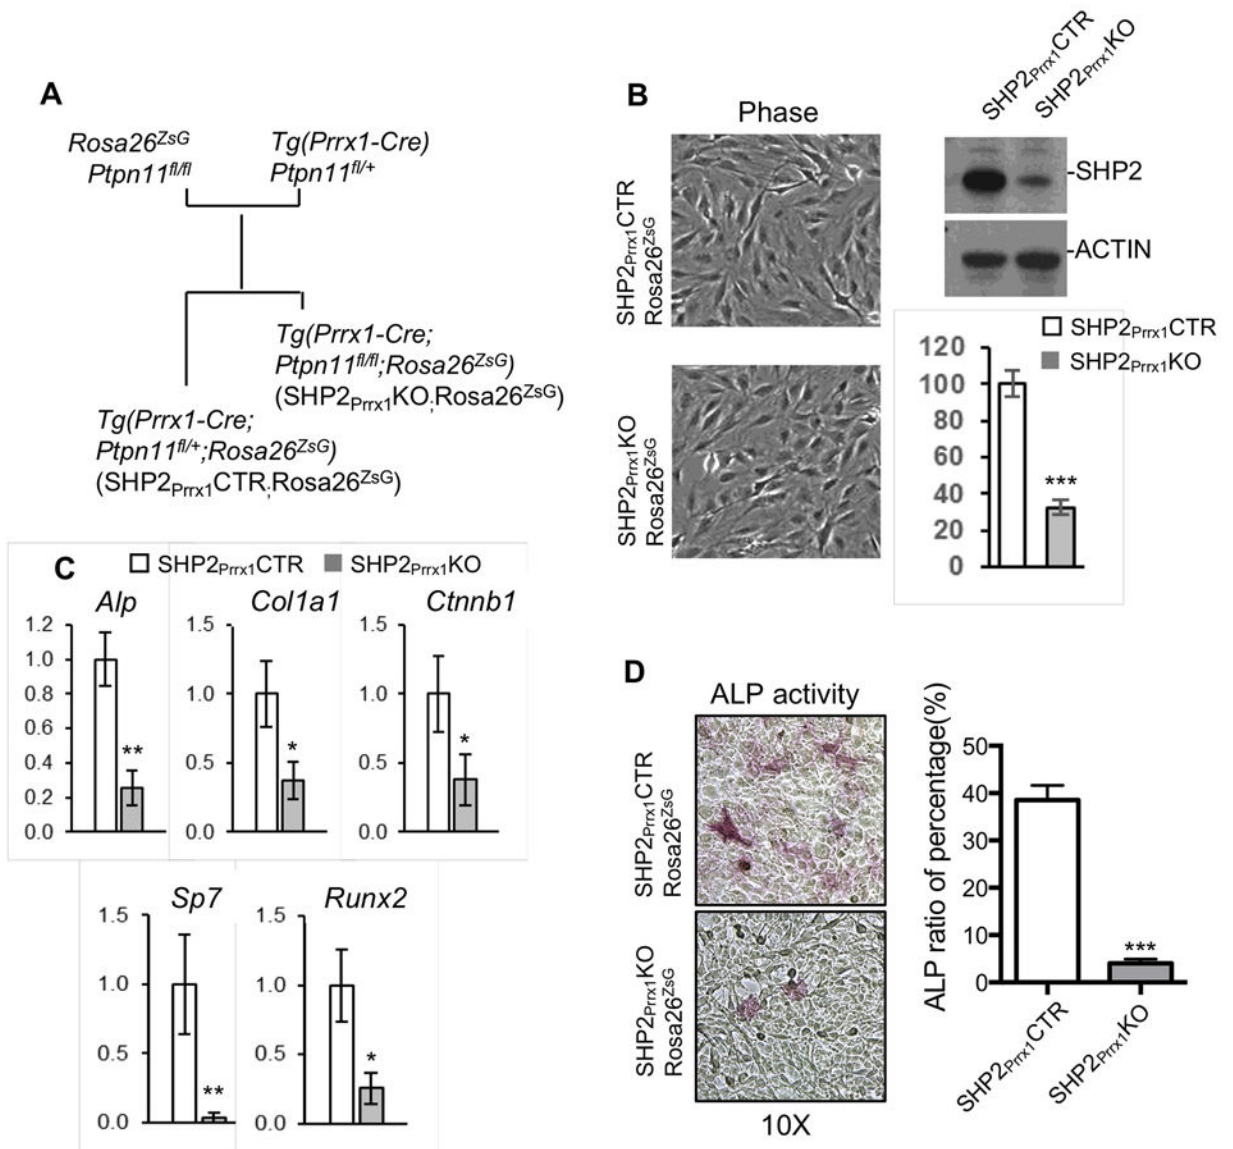 A
Rosa26ZsG
Ptpn11fl/fl
Tg(Prrx1-Cre)
Ptpn11fl/+
Tg(Prrx1-Cre;
Ptpn11fl/fl;Rosa26ZsG)
(SHP2Prrx1KO;Rosa26ZsG)
Tg(Prrx1-Cre;
Ptpn11fl/+;Rosa26ZsG)
(SHP2Prrx1CTR;Rosa26ZsG)
B
Phase
SHP2Prrx1CTR
Rosa26ZsG
SHP2Prrx1KO
Rosa26ZsG
SHP2Prrx1CTR
SHP2Prrx1KO
-SHP2
-ACTIN
SHP2Prrx1CTR
SHP2Prrx1KO
120
100
80
60
40
20
0
***
C
SHP2Prrx1CTR
SHP2Prrx1KO
Alp
1.2
1.0
0.8
0.6
0.4
0.2
0.0
**
Col1a1
1.5
1.0
0.5
0.0
*
Ctnnb1
1.5
1.0
0.5
0.0
*
Sp7
1.5
1.0
0.5
0.0
**
Runx2
1.5
1.0
0.5
0.0
*
D
ALP activity
SHP2Prrx1CTR
Rosa26ZsG
SHP2Prrx1KO
Rosa26ZsG
10X
ALP ratio of percentage(%)
50
40
30
20
10
0
***
SHP2Prrx1CTR
SHP2Prrx1KO